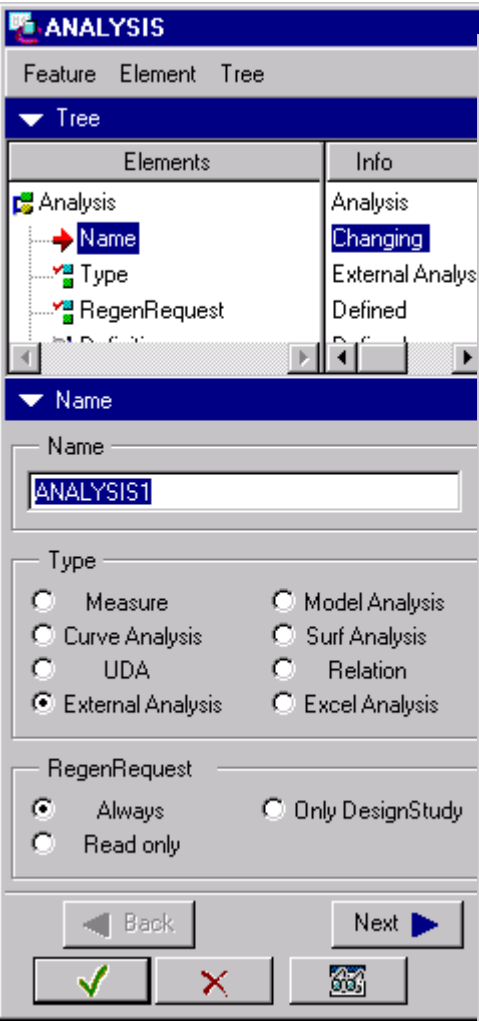 ANALYSIS
Feature Element Tree
Tree
Elements Info
Analysis Analysis
Name Changing
Type External Analys
RegenRequest Defined
Name
Name
ANALYSIS1
Type
Measure Model Analysis
Curve Analysis Surf Analysis
UDA Relation
External Analysis Excel Analysis
RegenRequest
Always Only DesignStudy
Read only
Back Next